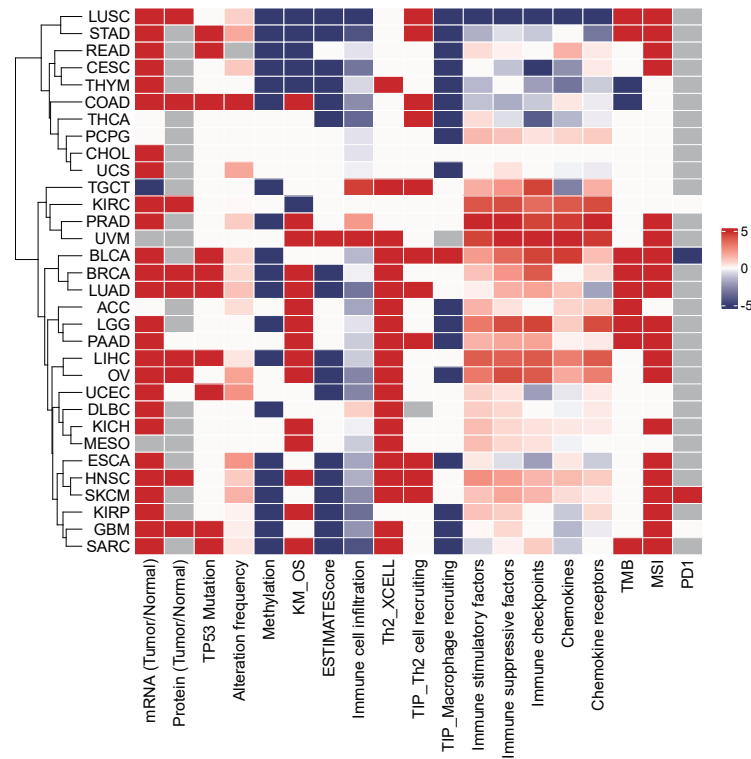 LUSC
STAD
READ
CESC
THYM
COAD
THCA
PCPG
CHOL
UCS
TGCT
KIRC
PRAD
UVM
BLCA
BRCA
LUAD
ACC
LGG
PAAD
LIHC
OV
UCEC
DLBC
KICH
MESO
ESCA
HNSC
SKCM
KIRP
GBM
SARC
5
0
-5
mRNA (Tumor/Normal)
Protein (Tumor/Normal)
TP53 Mutation
Alteration frequency
Methylation
KM_OS
ESTIMATEScore
Immune cell infiltration
Th2_XCELL
TIP_Th2 cell recruiting
TIP_Macrophage recruiting
Immune stimulatory factors
Immune suppressive factors
Immune checkpoints
Chemokines
Chemokine receptors
TMB
MSI
PD1